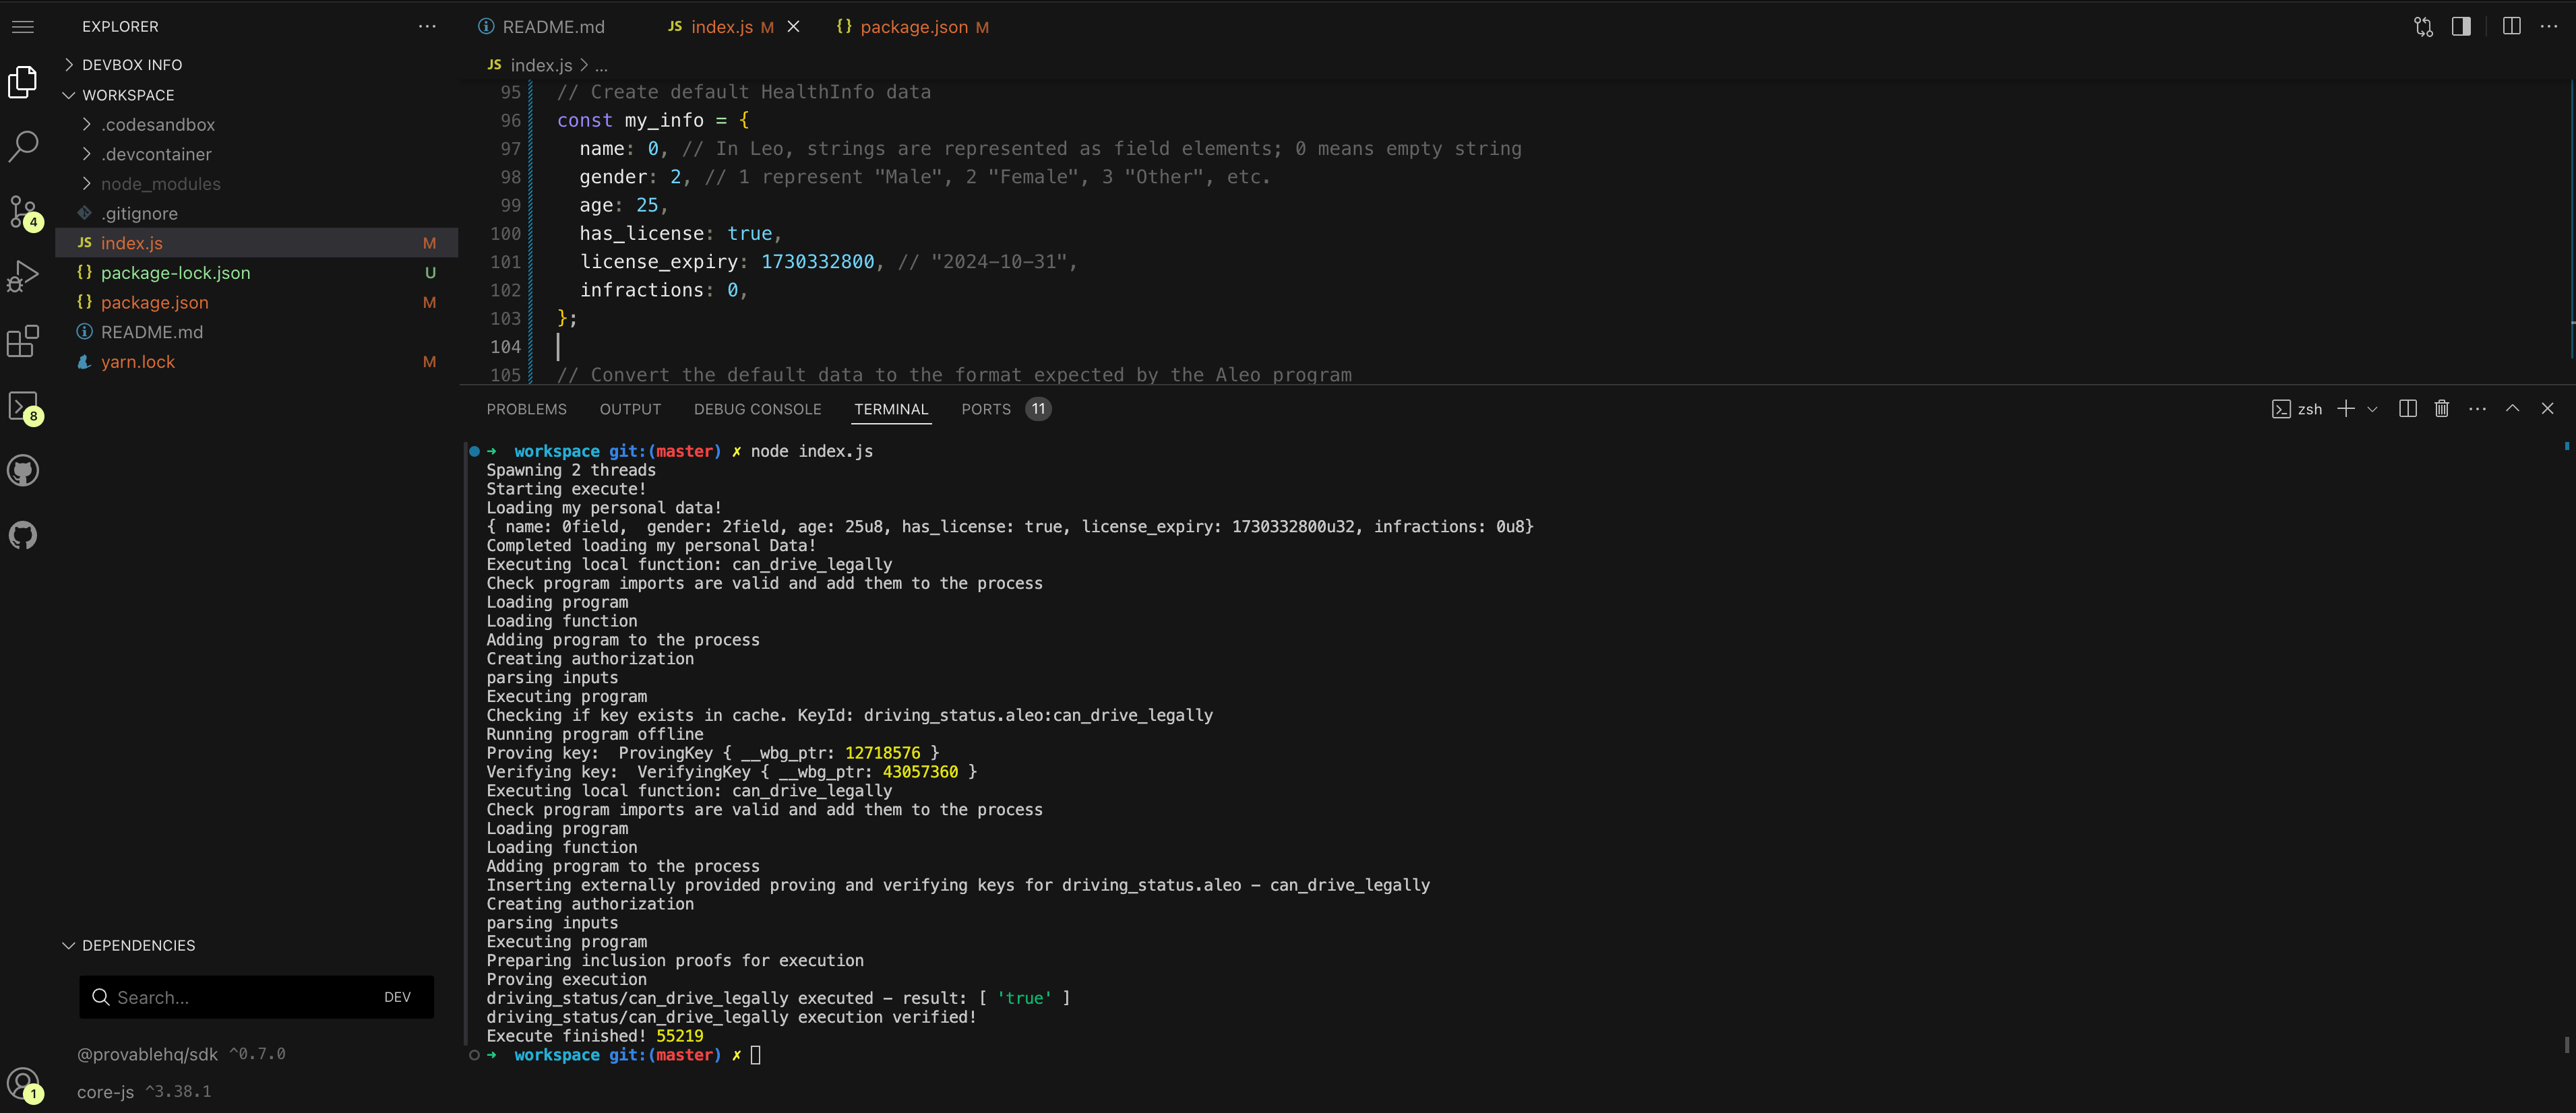 EXPLORER
DEVBOX INFO
WORKSPACE
.codesandbox
.devcontainer
node_modules
.gitignore
JS index.js M
{} package-lock.json U
{} package.json M
README.md
yarn.lock M
4
8
1
DEPENDENCIES
Search... DEV
@provablehq/sdk ^0.7.0
core-js ^3.38.1
README.md
JS index.js M
{} package.json M
JS index.js > ...
95 // Create default HealthInfo data
96 const my_info = {
97 name: 0, // In Leo, strings are represented as field elements; 0 means empty string
98 gender: 2, // 1 represent "Male", 2 "Female", 3 "Other", etc.
99 age: 25,
100 has_license: true,
101 license_expiry: 1730332800, // "2024-10-31",
102 infractions: 0,
103 };
104
105 // Convert the default data to the format expected by the Aleo program
PROBLEMS OUTPUT DEBUG CONSOLE TERMINAL PORTS 11
zsh
➜ workspace git:(master) ✗ node index.js
Spawning 2 threads
Starting execute!
Loading my personal data!
{ name: 0field,  gender: 2field, age: 25u8, has_license: true, license_expiry: 1730332800u32, infractions: 0u8}
Completed loading my personal Data!
Executing local function: can_drive_legally
Check program imports are valid and add them to the process
Loading program
Loading function
Adding program to the process
Creating authorization
parsing inputs
Executing program
Checking if key exists in cache. KeyId: driving_status.aleo:can_drive_legally
Running program offline
Proving key:  ProvingKey { __wbg_ptr: 12718576 }
Verifying key:  VerifyingKey { __wbg_ptr: 43057360 }
Executing local function: can_drive_legally
Check program imports are valid and add them to the process
Loading program
Loading function
Adding program to the process
Inserting externally provided proving and verifying keys for driving_status.aleo - can_drive_legally
Creating authorization
parsing inputs
Executing program
Preparing inclusion proofs for execution
Proving execution
driving_status/can_drive_legally executed - result: [ 'true' ]
driving_status/can_drive_legally execution verified!
Execute finished! 55219
➜ workspace git:(master) ✗